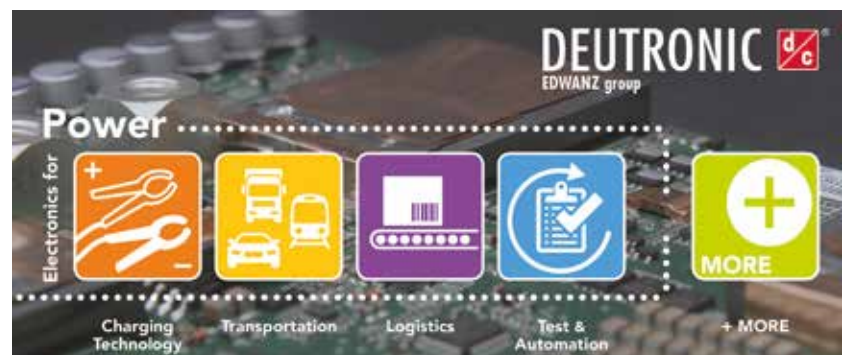 DEUTRONIC d/c®
EDWANZ group
Power
Electronics for
+
−
MORE
Charging
Technology
Transportation
Logistics
Test &
Automation
+ MORE